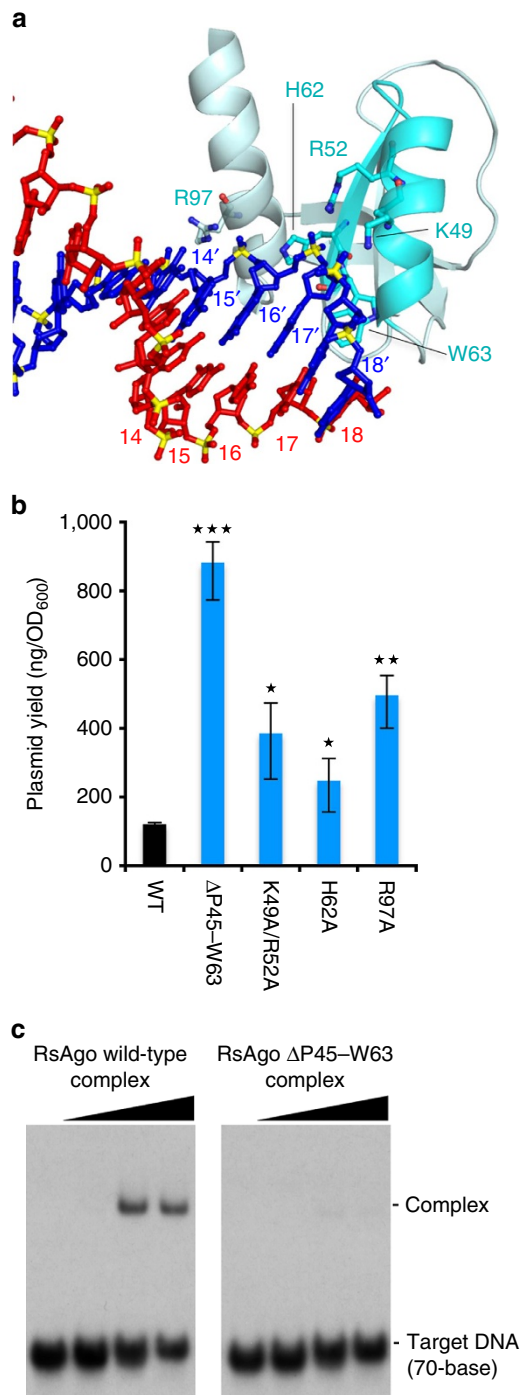 a
H62
R52
R97
K49
14′
15′
16′
17′
18′
W63
14
15
16
17
18
b
Plasmid yield (ng/OD600)
1,000
800
600
400
200
0
★★★
★
★
★★
WT
ΔP45–W63
K49A/R52A
H62A
R97A
c
RsAgo wild-type
complex
RsAgo ΔP45–W63
complex
- Complex
- Target DNA
(70-base)